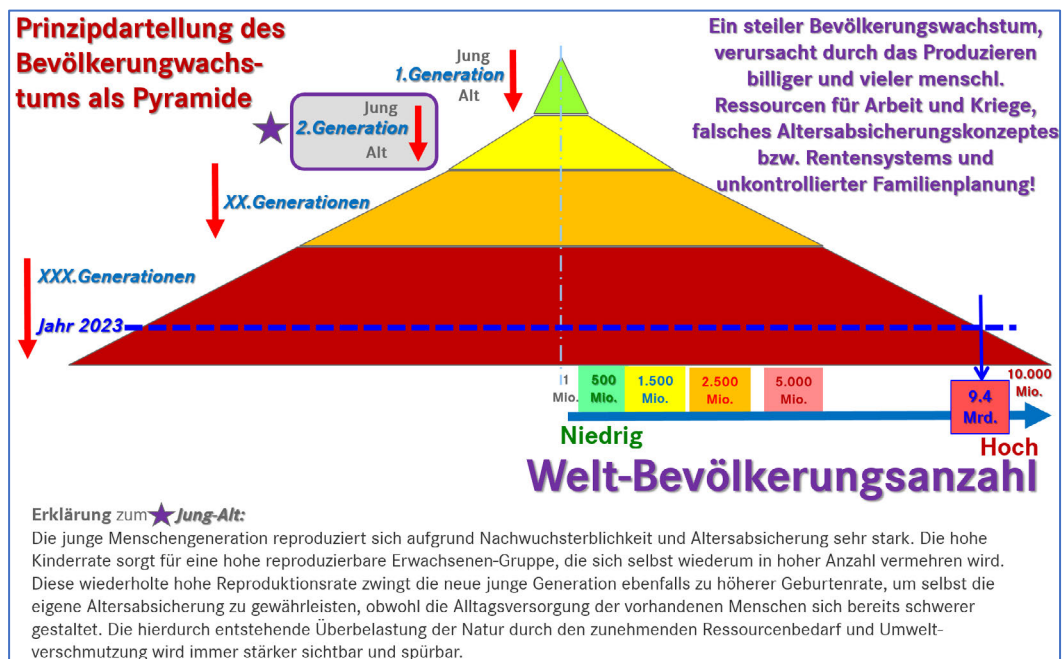 Prinzipdartellung des
Bevölkerungwachs-
tums als Pyramide
Ein steiler Bevölkerungswachstum,
verursacht durch das Produzieren
billiger und vieler menschl.
Ressourcen für Arbeit und Kriege,
falsches Altersabsicherungskonzeptes
bzw. Rentensystems und
unkontrollierter Familienplanung!
Jung
1.Generation
Alt
Jung
2.Generation
Alt
XX.Generationen
XXX.Generationen
Jahr 2023
1
Mio.
500
Mio.
1.500
Mio.
2.500
Mio.
5.000
Mio.
9.4
Mrd.
10.000
Mio.
Niedrig
Hoch
Welt-Bevölkerungsanzahl
Erklärung zum Jung-Alt:
Die junge Menschengeneration reproduziert sich aufgrund Nachwuchsterblichkeit und Altersabsicherung sehr stark. Die hohe
Kinderrate sorgt für eine hohe reproduzierbare Erwachsenen-Gruppe, die sich selbst wiederum in hoher Anzahl vermehren wird.
Diese wiederholte hohe Reproduktionsrate zwingt die neue junge Generation ebenfalls zu höherer Geburtenrate, um selbst die
eigene Altersabsicherung zu gewährleisten, obwohl die Alltagsversorgung der vorhandenen Menschen sich bereits schwerer
gestaltet. Die hierdurch entstehende Überbelastung der Natur durch den zunehmenden Ressourcenbedarf und Umwelt-
verschmutzung wird immer stärker sichtbar und spürbar.